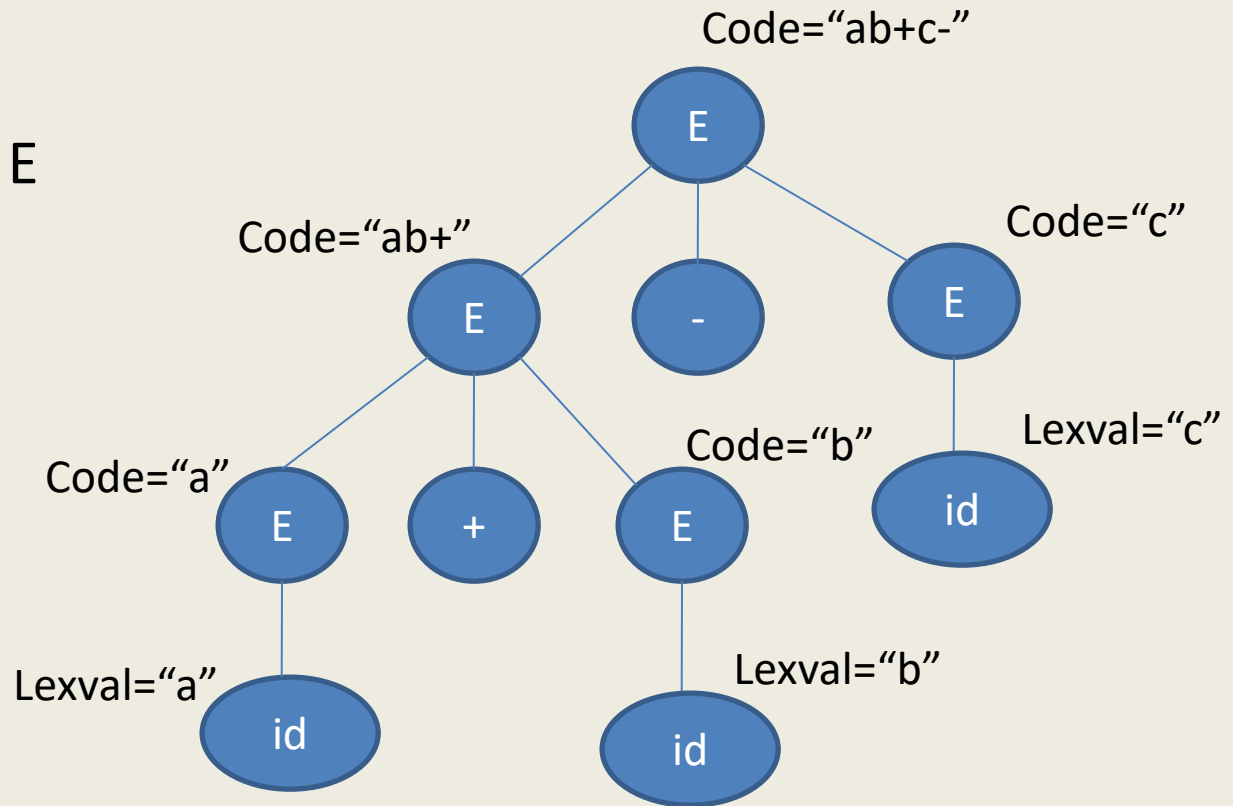 Code=“ab+c-”
E
E
Code=“ab+”
Code=“c”
E
-
E
Code=“a”
Code=“b”
Lexval=“c”
E
+
E
id
Lexval=“a”
Lexval=“b”
id
id